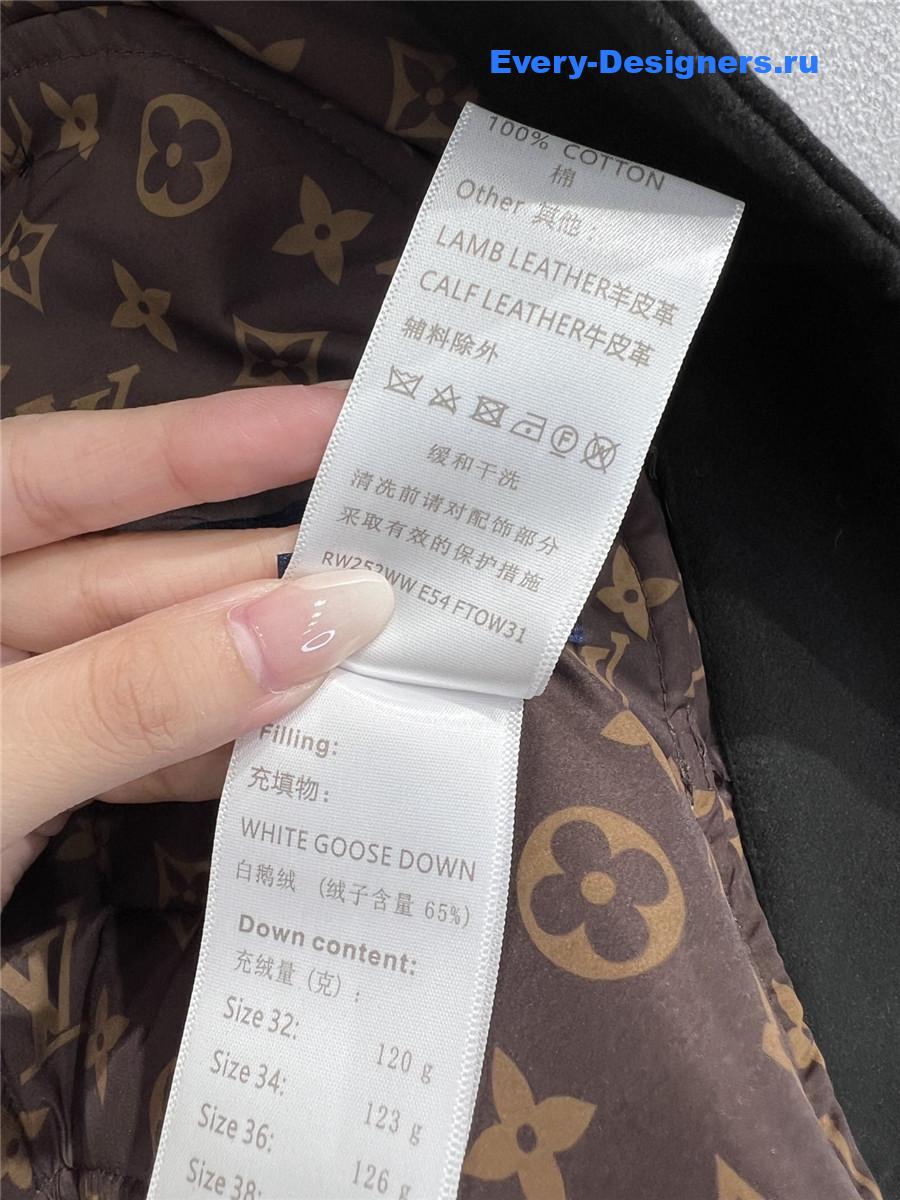 Every-Designers.ru
100% COTTON
棉
Other 其他：
LAMB LEATHER羊皮革
CALF LEATHER牛皮革
辅料除外
缓和干洗
清洗前请对配饰部分
采取有效的保护措施
RW252WW E54 FTOW31
Filling:
充填物：
WHITE GOOSE DOWN
白鹅绒 (绒子含量 65%)
Down content:
充绒量 (克)：
Size 32: 120 g
Size 34: 123 g
Size 36: 126 g
Size 38: